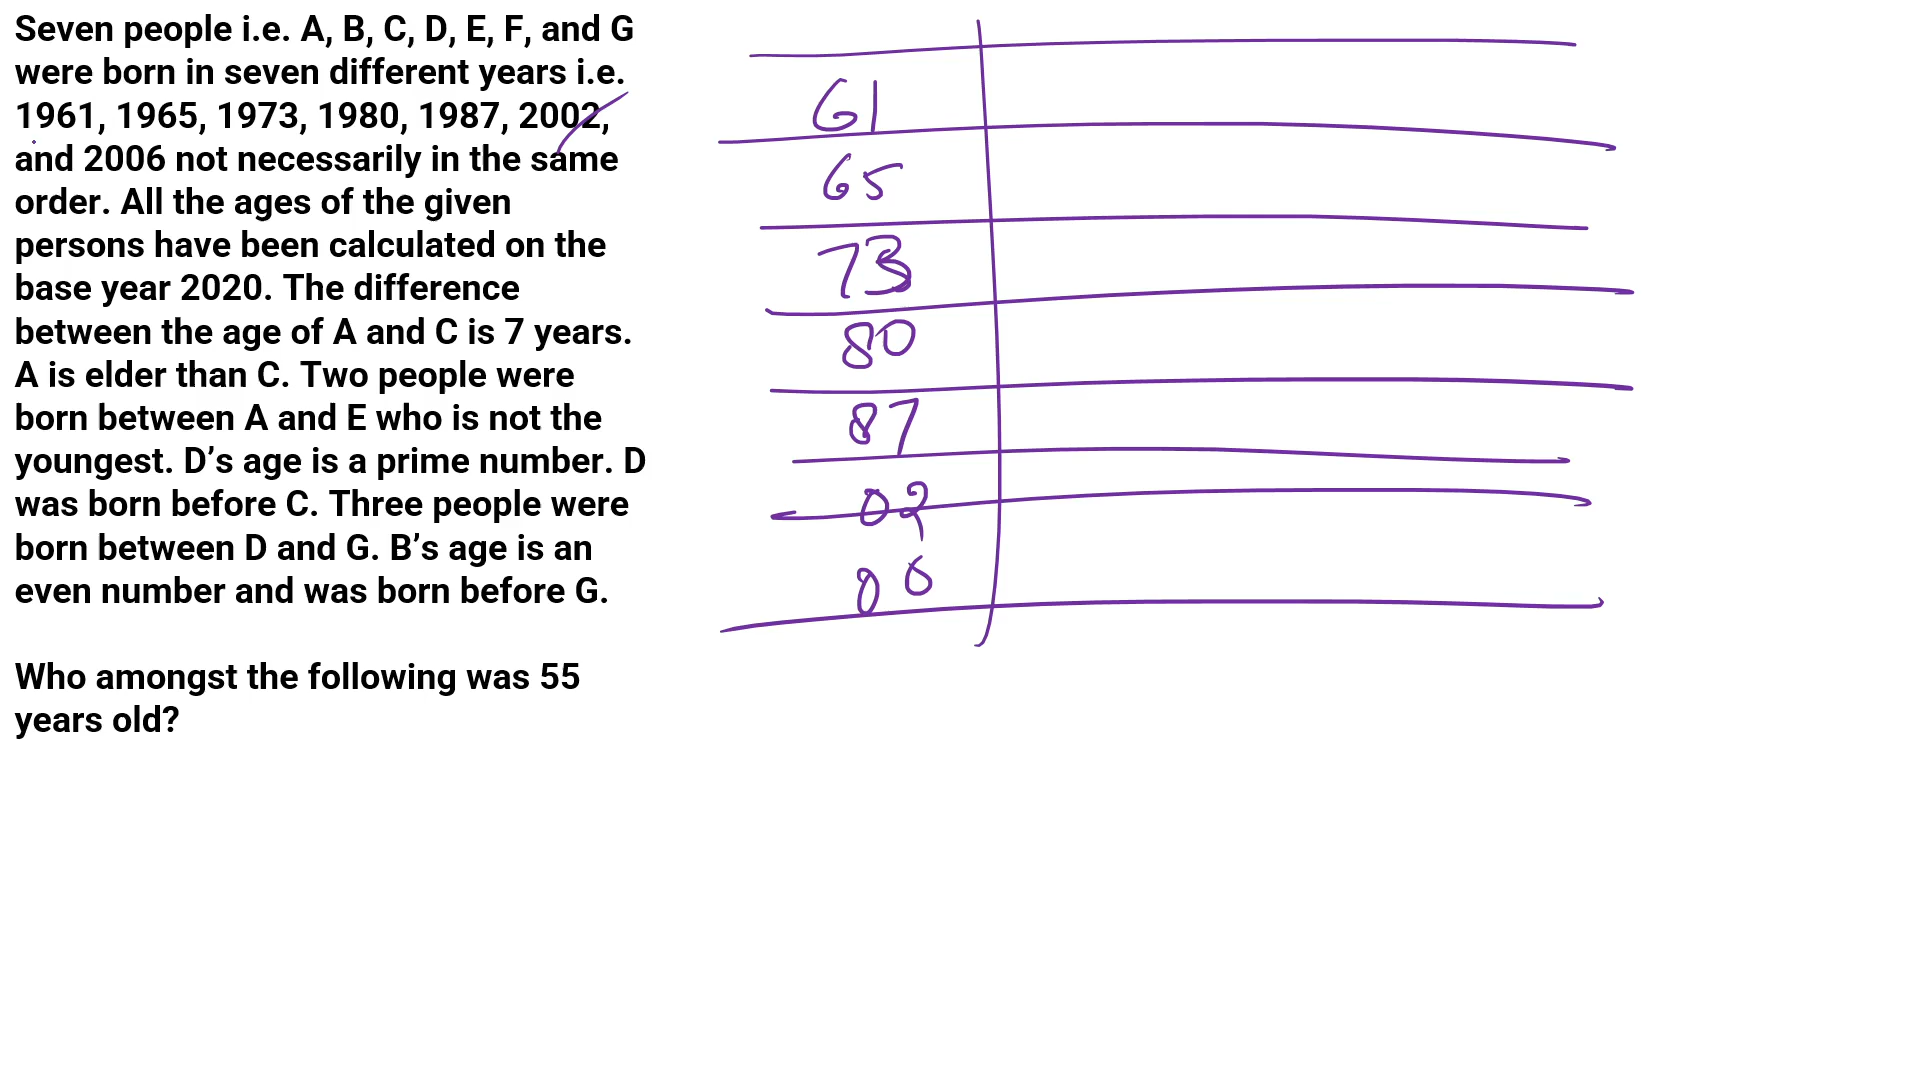 Seven people i.e. A, B, C, D, E, F, and G
were born in seven different years i.e.
1961, 1965, 1973, 1980, 1987, 2002,
and 2006 not necessarily in the same
order. All the ages of the given
persons have been calculated on the
base year 2020. The difference
between the age of A and C is 7 years.
A is elder than C. Two people were
born between A and E who is not the
youngest. D’s age is a prime number. D
was born before C. Three people were
born between D and G. B’s age is an
even number and was born before G.
Who amongst the following was 55
years old?
61
65
73
80
87
02
06